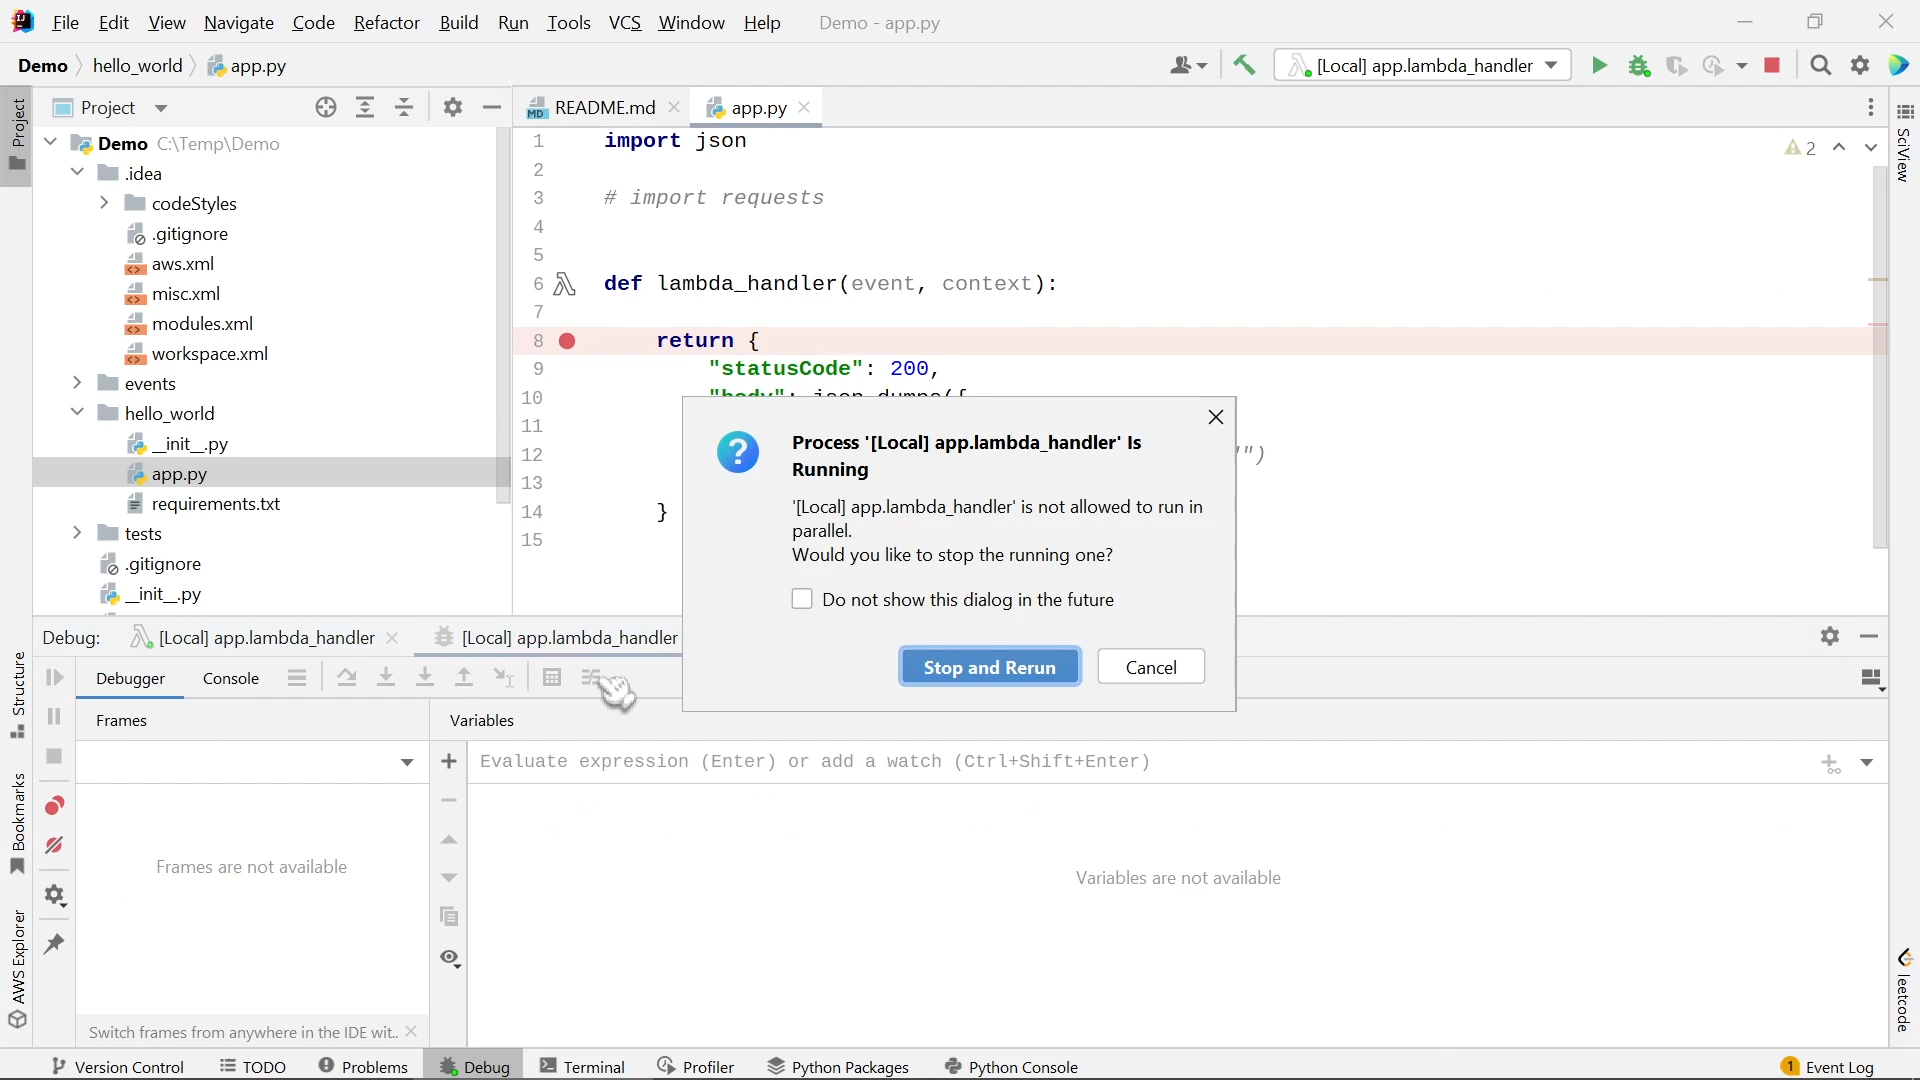 File Edit View Navigate Code Refactor Build Run Tools VCS Window Help Demo - app.py
Demo hello_world app.py [Local] app.lambda_handler
Project
Project
README.md
app.py
SciView
Demo C:\Temp\Demo
.idea
codeStyles
.gitignore
aws.xml
misc.xml
modules.xml
workspace.xml
events
hello_world
__init__.py
app.py
requirements.txt
tests
.gitignore
__init__.py
2
1 import json
2
3 # import requests
4
5
6 def lambda_handler(event, context):
7
8 return {
9 "statusCode": 200,
10 "body": json.dumps({
11
12 '")
13
14 }
15
Process '[Local] app.lambda_handler' Is
Running
'[Local] app.lambda_handler' is not allowed to run in
parallel.
Would you like to stop the running one?
Do not show this dialog in the future
Stop and Rerun Cancel
Debug: [Local] app.lambda_handler [Local] app.lambda_handler
Debugger Console
Frames Variables
Evaluate expression (Enter) or add a watch (Ctrl+Shift+Enter)
Frames are not available
Variables are not available
Switch frames from anywhere in the IDE wit..
Structure
Bookmarks
AWS Explorer
leetcode
Version Control TODO Problems Debug Terminal Profiler Python Packages Python Console 1 Event Log